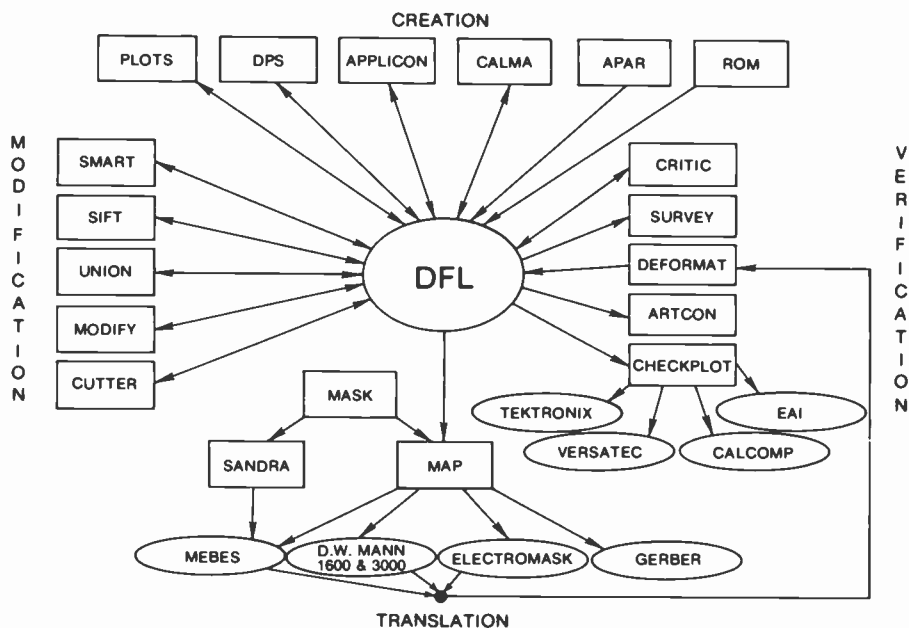 CREATION
PLOTS
DPS
APPLICON
CALMA
APAR
ROM
MODIFICATION
SMART
SIFT
UNION
MODIFY
CUTTER
DFL
VERIFICATION
CRITIC
SURVEY
DEFORMAT
ARTCON
CHECKPLOT
TEKTRONIX
VERSATEC
CALCOMP
EAI
MASK
SANDRA
MAP
MEBES
D.W. MANN
1600 & 3000
ELECTROMASK
GERBER
TRANSLATION